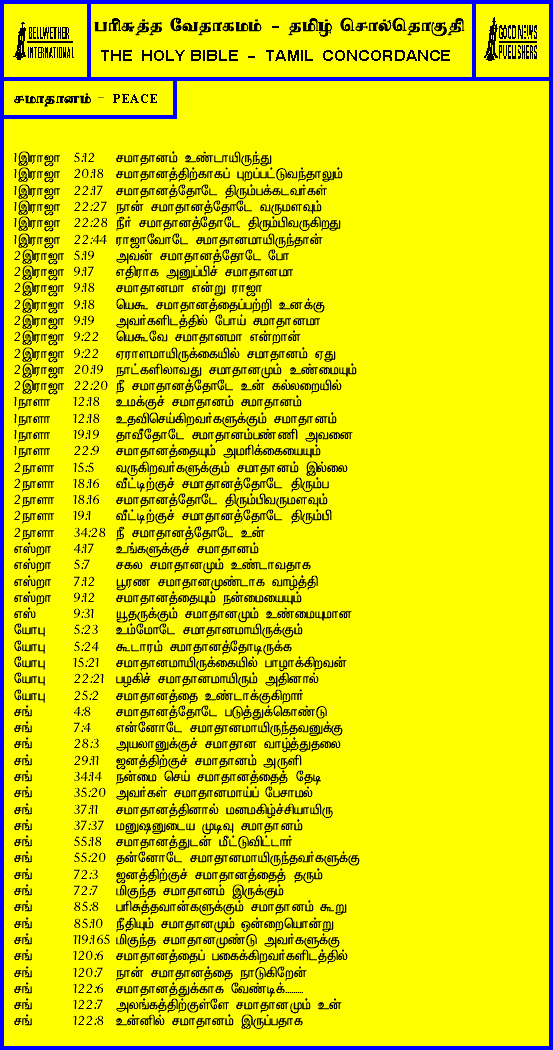 BELLWETHER
INTERNATIONAL
பரிசுத்த வேதாகமம் - தமிழ் சொல்தொகுதி
THE HOLY BIBLE - TAMIL CONCORDANCE
GOOD NEWS
PUBLISHERS
சமாதானம் - PEACE
1இராஜா 5:12 சமாதானம் உண்டாயிருந்து
1இராஜா 20:18 சமாதானத்திற்காகப் புறப்பட்டுவந்தாலும்
1இராஜா 22:17 சமாதானத்தோடே திரும்பக்கடவர்கள்
1இராஜா 22:27 நான் சமாதானத்தோடே வருமளவும்
1இராஜா 22:28 நீர் சமாதானத்தோடே திரும்பிவருகிறது
1இராஜா 22:44 ராஜாவோடே சமாதானமாயிருந்தான்
2இராஜா 5:19 அவன் சமாதானத்தோடே போ
2இராஜா 9:17 எதிராக அனுப்பிச் சமாதானமா
2இராஜா 9:18 சமாதானமா என்று ராஜா
2இராஜா 9:18 யெகூ சமாதானத்தைப்பற்றி உனக்கு
2இராஜா 9:19 அவர்களிடத்தில் போய் சமாதானமா
2இராஜா 9:22 யெகூவே சமாதானமா என்றான்
2இராஜா 9:22 ஏராளமாயிருக்கையில் சமாதானம் ஏது
2இராஜா 20:19 நாட்களிலாவது சமாதானமும் உண்மையும்
2இராஜா 22:20 நீ சமாதானத்தோடே உன் கல்லறையில்
1நாளா 12:18 உமக்குச் சமாதானம் சமாதானம்
1நாளா 12:18 உதவிசெய்கிறவர்களுக்கும் சமாதானம்
1நாளா 19:19 தாவீதோடே சமாதானம்பண்ணி அவனை
1நாளா 22:9 சமாதானத்தையும் அமரிக்கையையும்
2நாளா 15:5 வருகிறவர்களுக்கும் சமாதானம் இல்லை
2நாளா 18:16 வீட்டிற்குச் சமாதானத்தோடே திரும்ப
2நாளா 18:16 சமாதானத்தோடே திரும்பிவருமளவும்
2நாளா 19:1 வீட்டிற்குச் சமாதானத்தோடே திரும்பி
2நாளா 34:28 நீ சமாதானத்தோடே உன்
எஸ்றா 4:17 உங்களுக்குச் சமாதானம்
எஸ்றா 5:7 சகல சமாதானமும் உண்டாவதாக
எஸ்றா 7:12 பூரண சமாதானமுண்டாக வாழ்த்தி
எஸ்றா 9:12 சமாதானத்தையும் நன்மையையும்
எஸ் 9:31 யூதருக்கும் சமாதானமும் உண்மையுமான
யோபு 5:23 உம்மோடே சமாதானமாயிருக்கும்
யோபு 5:24 கூடாரம் சமாதானத்தோடிருக்க
யோபு 15:21 சமாதானமாயிருக்கையில் பாழாக்கிறவன்
யோபு 22:21 பழகிச் சமாதானமாயிரும் அதினால்
யோபு 25:2 சமாதானத்தை உண்டாக்குகிறார்
சங் 4:8 சமாதானத்தோடே படுத்துக்கொண்டு
சங் 7:4 என்னோடே சமாதானமாயிருந்தவனுக்கு
சங் 28:3 அயலானுக்குச் சமாதான வாழ்த்துதலை
சங் 29:11 ஜனத்திற்குச் சமாதானம் அருளி
சங் 34:14 நன்மை செய் சமாதானத்தைத் தேடி
சங் 35:20 அவர்கள் சமாதானமாய்ப் பேசாமல்
சங் 37:11 சமாதானத்தினால் மனமகிழ்ச்சியாயிரு
சங் 37:37 மனுஷனுடைய முடிவு சமாதானம்
சங் 55:18 சமாதானத்துடன் மீட்டுவிட்டார்
சங் 55:20 தன்னோடே சமாதானமாயிருந்தவர்களுக்கு
சங் 72:3 ஜனத்திற்குச் சமாதானத்தைத் தரும்
சங் 72:7 மிகுந்த சமாதானம் இருக்கும்
சங் 85:8 பரிசுத்தவான்களுக்கும் சமாதானம் கூறு
சங் 85:10 நீதியும் சமாதானமும் ஒன்றையொன்று
சங் 119:165 மிகுந்த சமாதானமுண்டு அவர்களுக்கு
சங் 120:6 சமாதானத்தைப் பகைக்கிறவர்களிடத்தில்
சங் 120:7 நான் சமாதானத்தை நாடுகிறேன்
சங் 122:6 சமாதானத்துக்காக வேண்டிக்.........
சங் 122:7 அலங்கத்திற்குள்ளே சமாதானமும் உன்
சங் 122:8 உன்னில் சமாதானம் இருப்பதாக